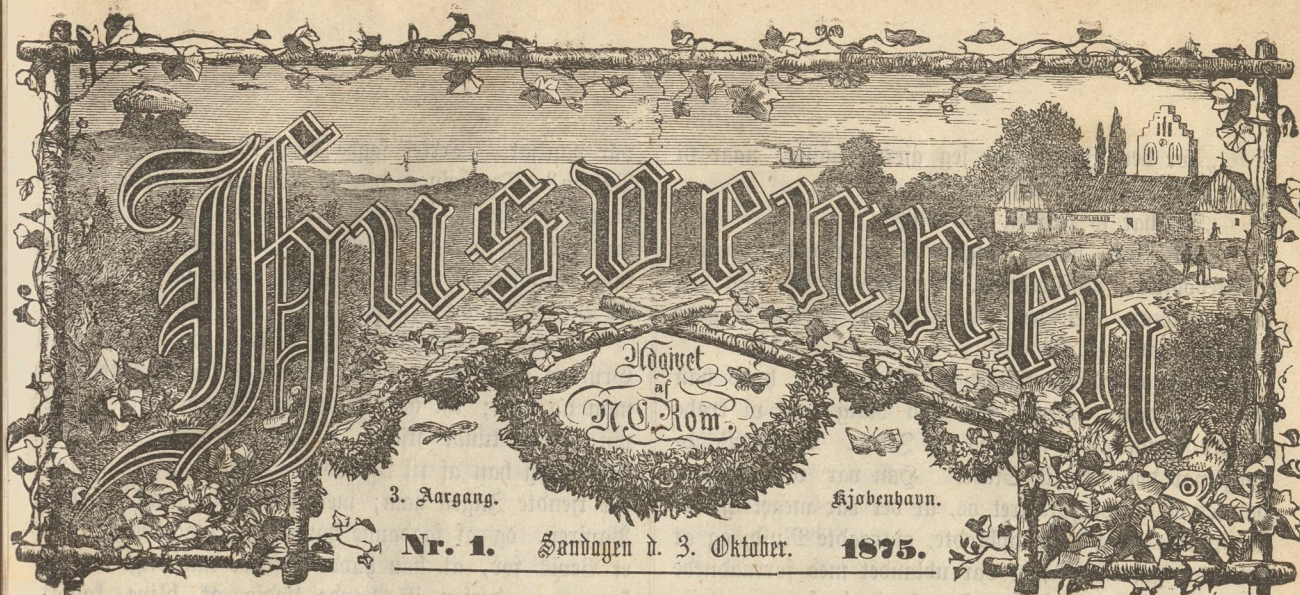 Husvennen
Udgivet
af
N.C. Rom.
3. Aargang.
Kjøbenhavn.
Nr. 1. Søndagen d. 3. Oktober. 1875.